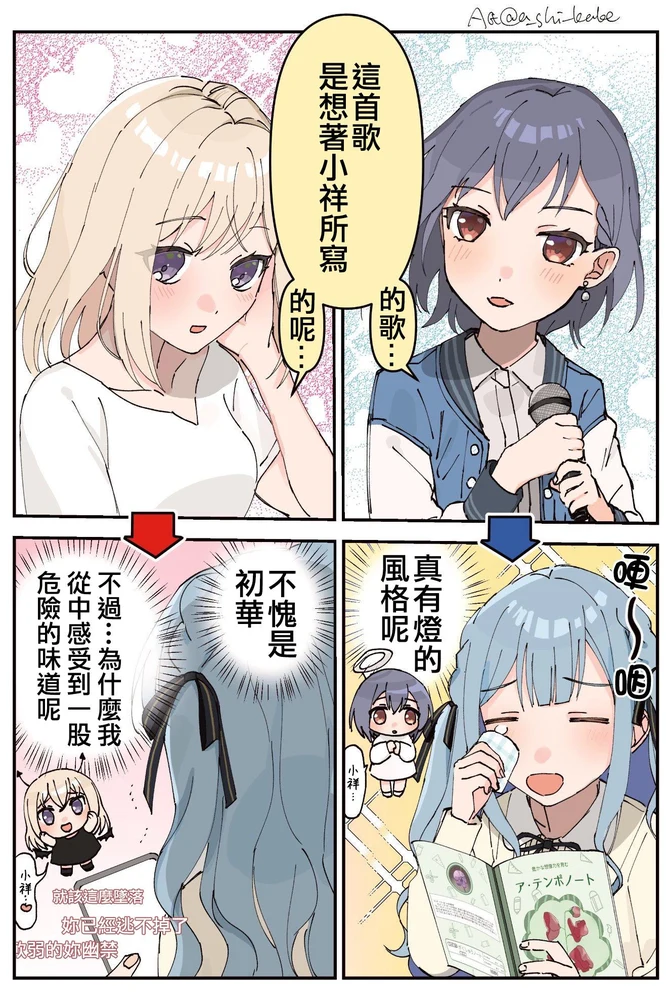 這首歌
是想著小祥所寫
的歌…
的呢…
真有燈的
風格呢
哽～咽
小祥…
ア・テンポノート
不愧是
初華
不過…為什麼我
從中感受到一股
危險的味道呢
小祥…
就該這麼墜落
妳已經逃不掉了
軟弱的妳幽禁